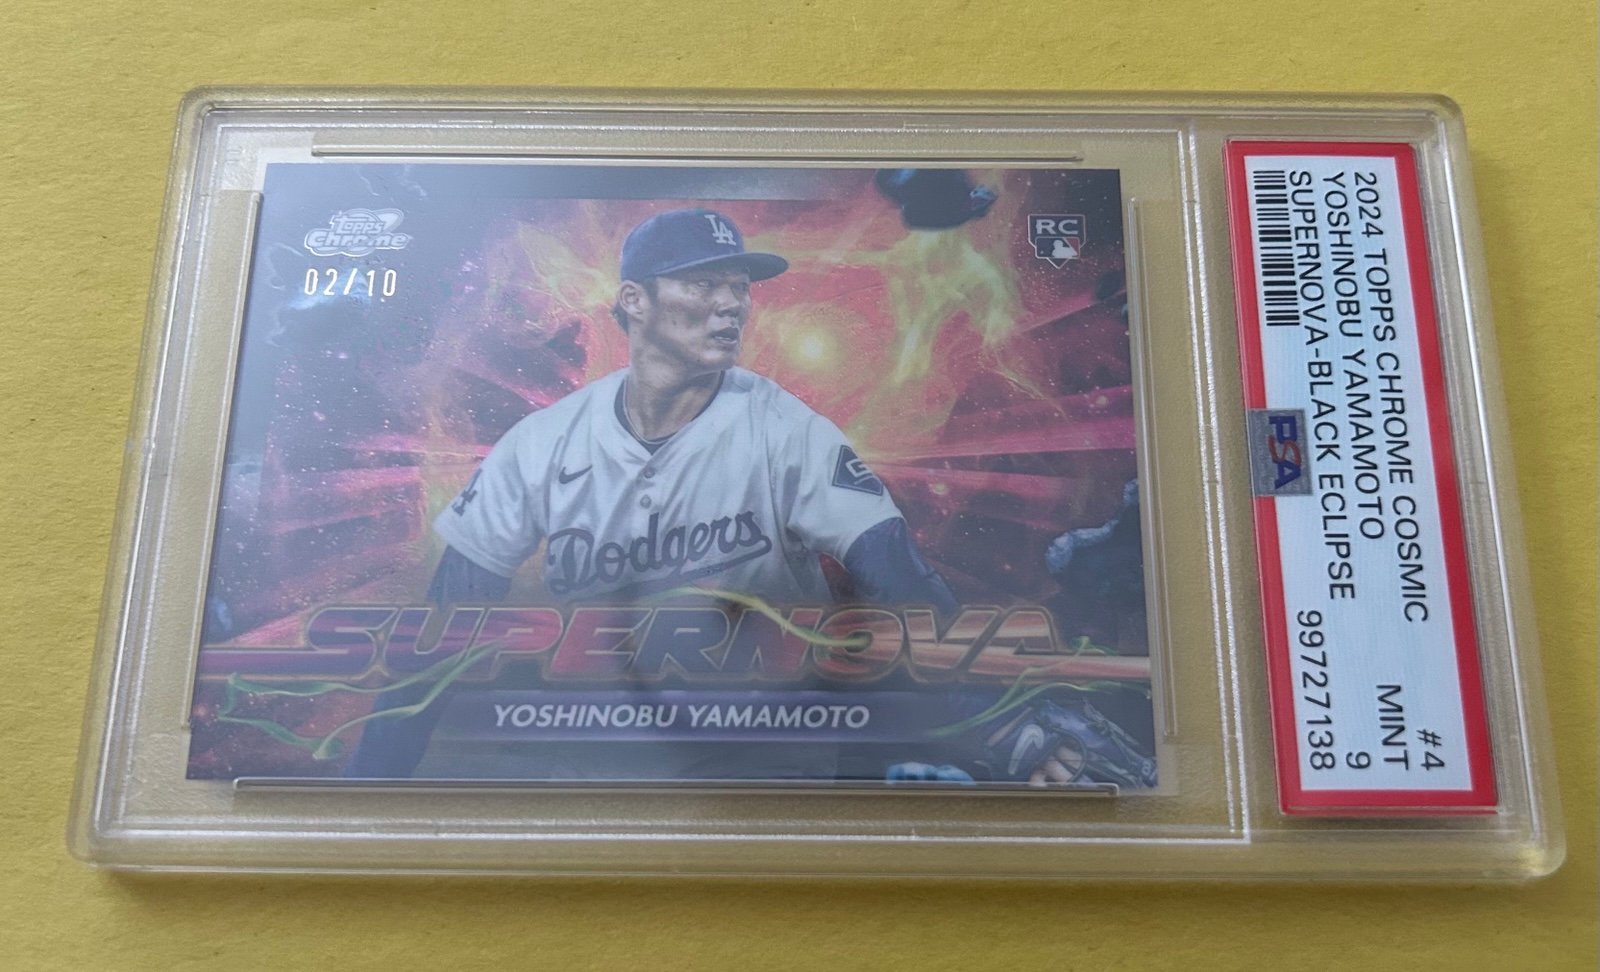 Topps
Chrome
02/10
RC
LA
Dodgers
SUPERNOVA
YOSHINOBU YAMAMOTO
2024 TOPPS CHROME COSMIC #4
YOSHINOBU YAMAMOTO MINT
SUPERNOVA-BLACK ECLIPSE 9
99727138
PSA